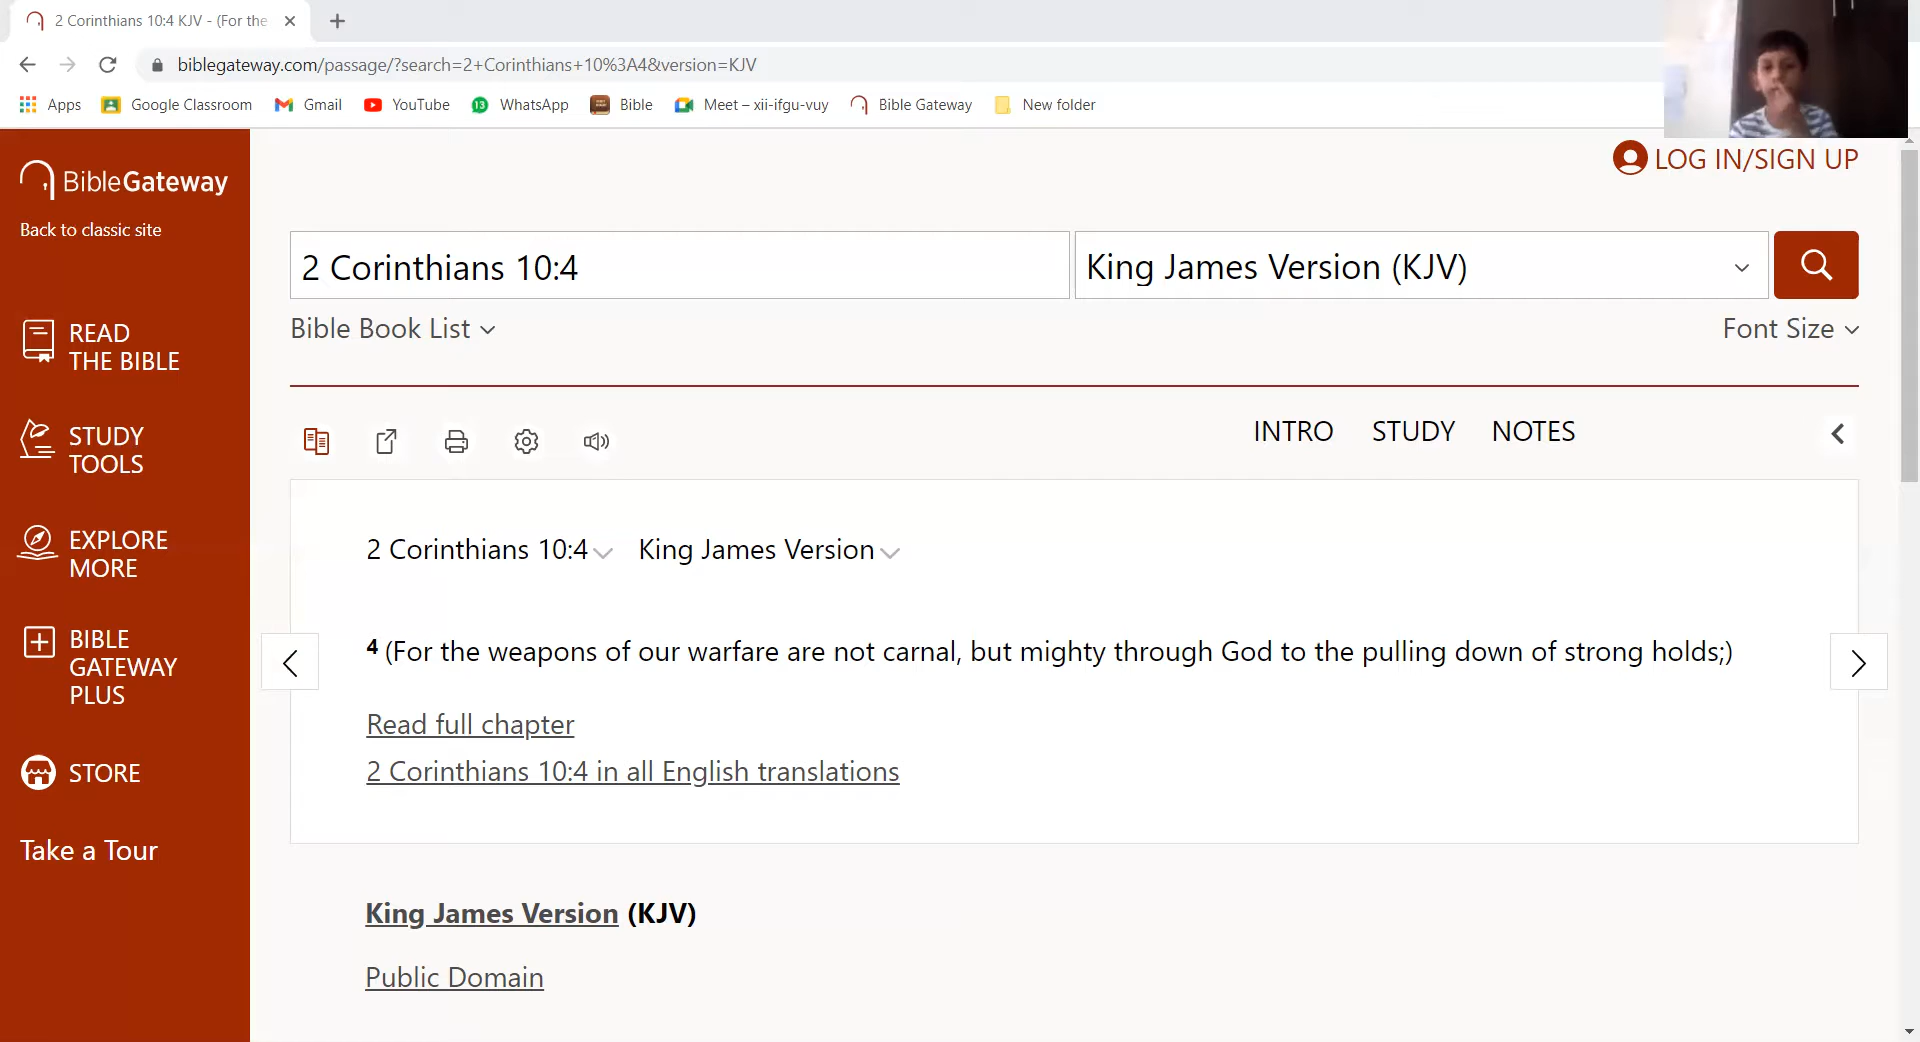 2 Corinthians 10:4 KJV - (For the
biblegateway.com/passage/?search=2+Corinthians+10%3A4&version=KJV
Apps Google Classroom Gmail YouTube 13 WhatsApp Bible Meet – xii-ifgu-vuy Bible Gateway New folder
BibleGateway
Back to classic site
READ
THE BIBLE
STUDY
TOOLS
EXPLORE
MORE
BIBLE
GATEWAY
PLUS
STORE
Take a Tour
LOG IN/SIGN UP
2 Corinthians 10:4 King James Version (KJV)
Bible Book List Font Size
INTRO STUDY NOTES
2 Corinthians 10:4 King James Version
4 (For the weapons of our warfare are not carnal, but mighty through God to the pulling down of strong holds;)
Read full chapter
2 Corinthians 10:4 in all English translations
King James Version (KJV)
Public Domain